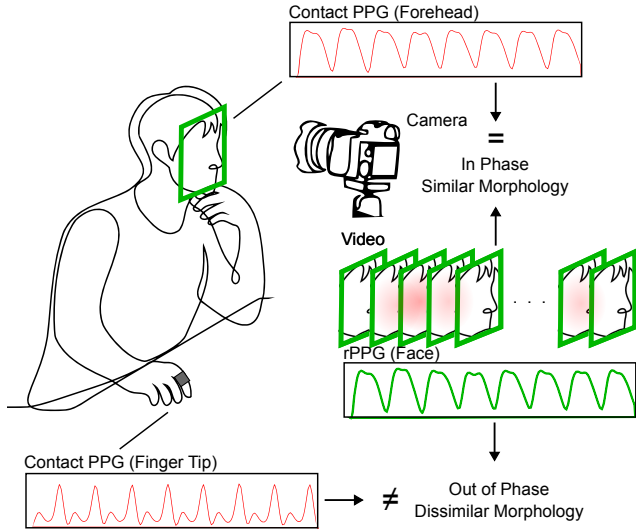 Contact PPG (Forehead)
Camera
=
In Phase
Similar Morphology
Video
. . .
rPPG (Face)
Contact PPG (Finger Tip)
≠
Out of Phase
Dissimilar Morphology